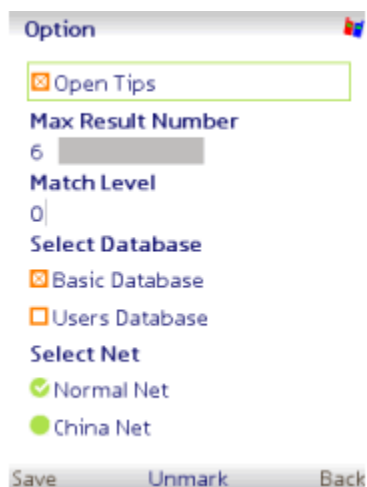 Option
Open Tips
Max Result Number
6
Match Level
0
Select Database
Basic Database
Users Database
Select Net
Normal Net
China Net
Save Unmark Back